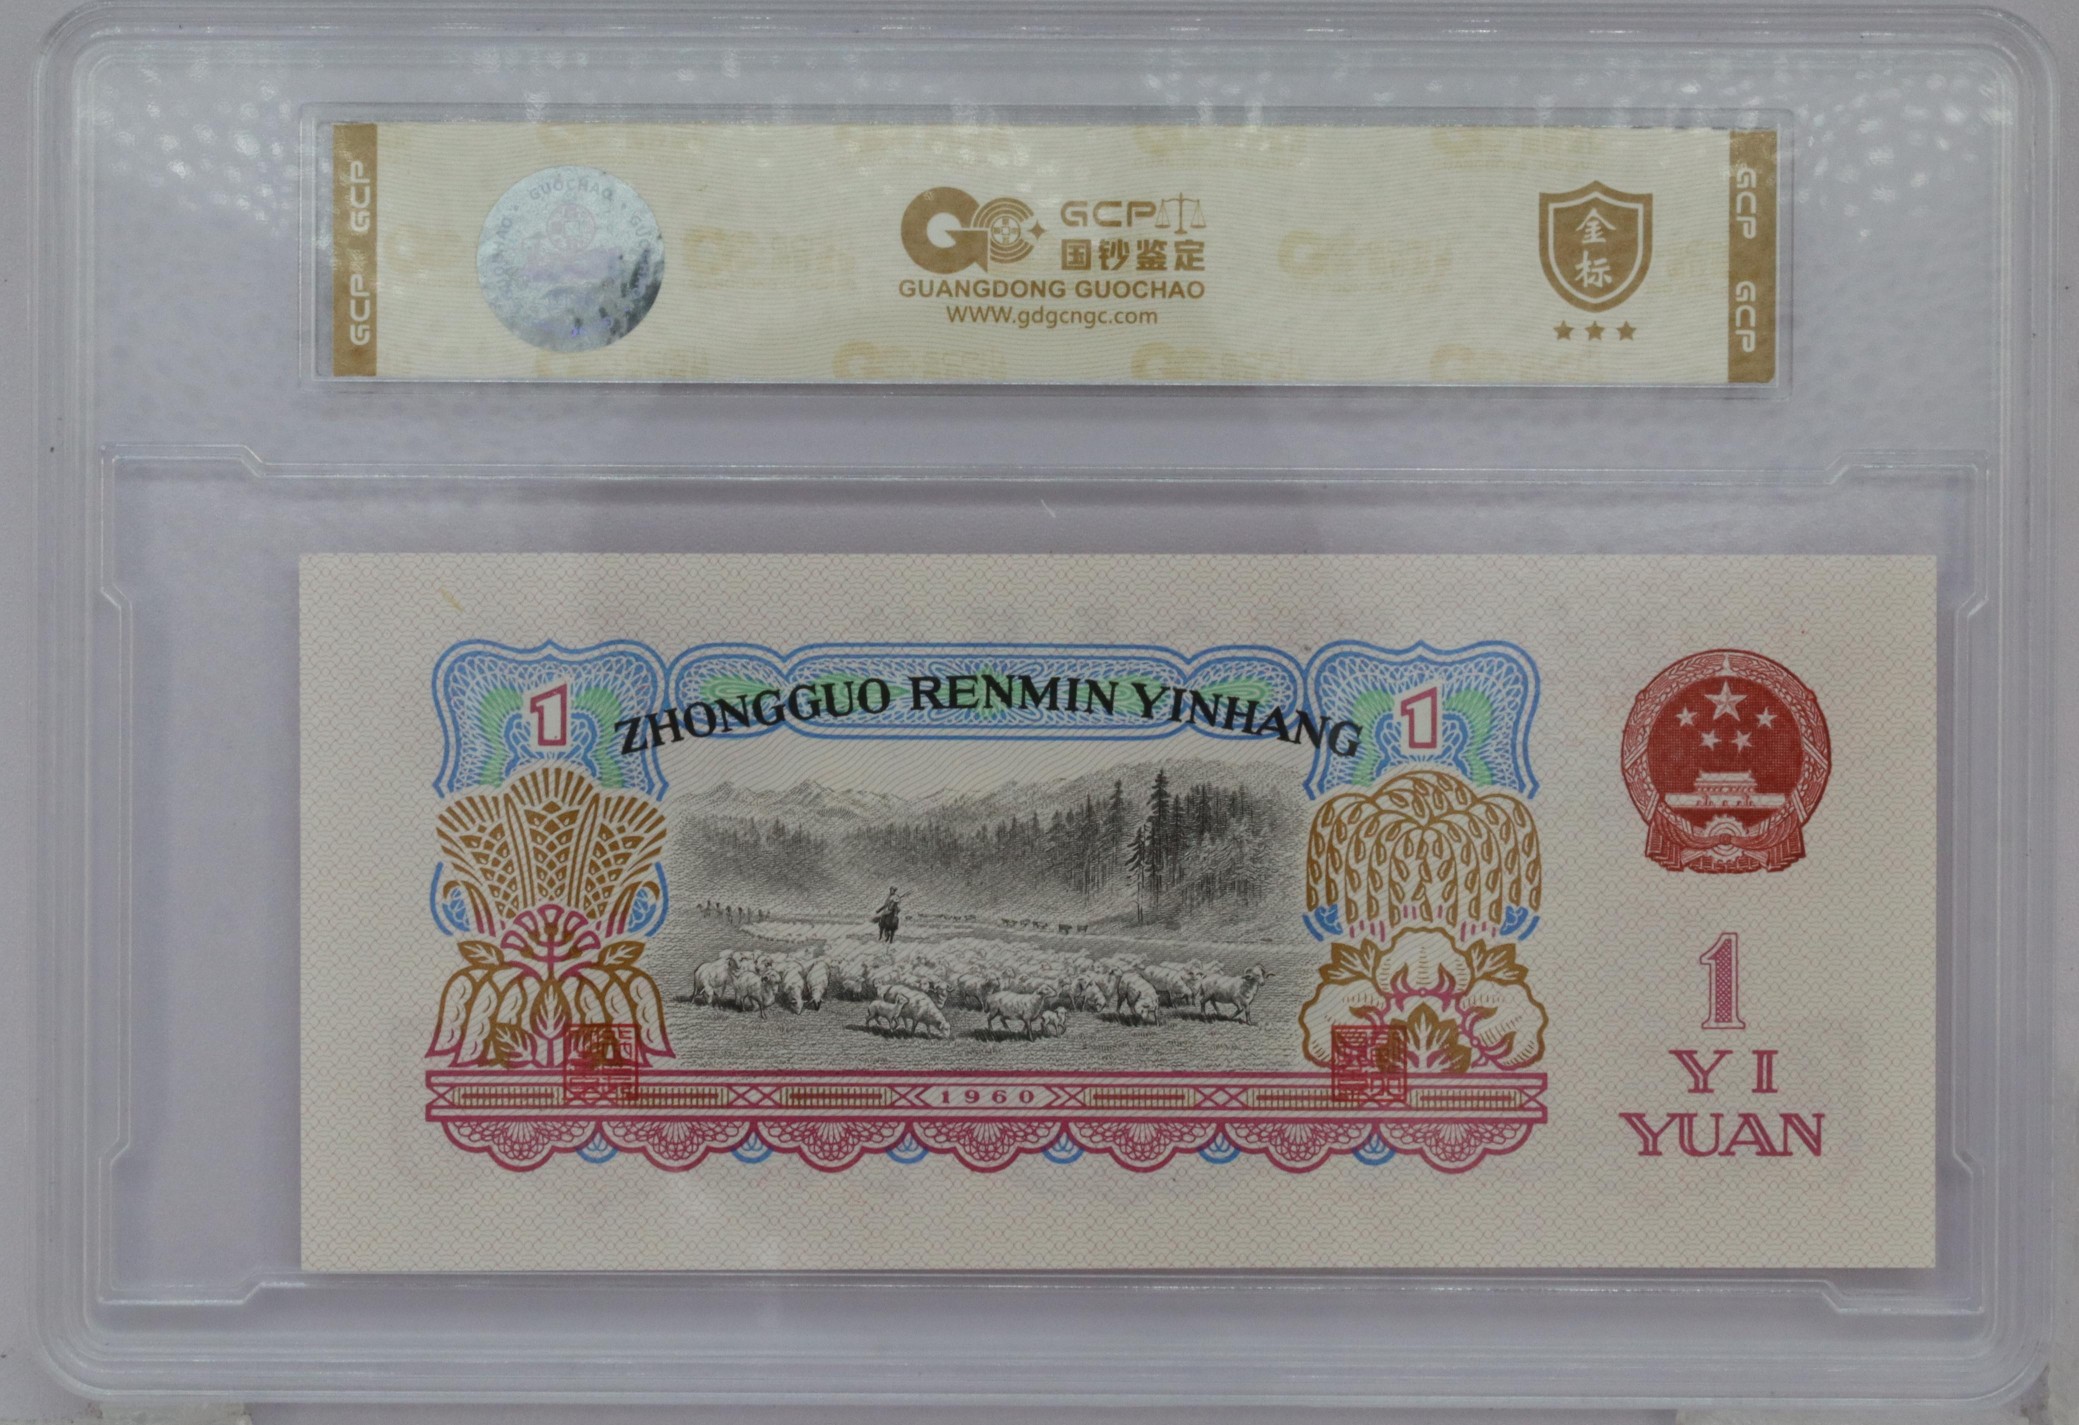 GCP GCP
GUOCHAO
GCP
国钞鉴定
GUANGDONG GUOCHAO
WWW.gdgcngc.com
金
标
GCP GCP
ZHONGGUO RENMIN YINHANG
1
1
1960
1
YI
YUAN